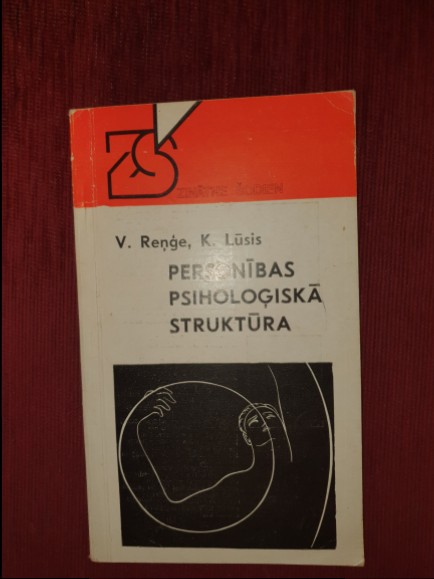 ZS
ZINĀTNE ŠODIEN
V. Reņģe, K. Lūsis
PERSONĪBAS
PSIHOLOĢISKĀ
STRUKTŪRA